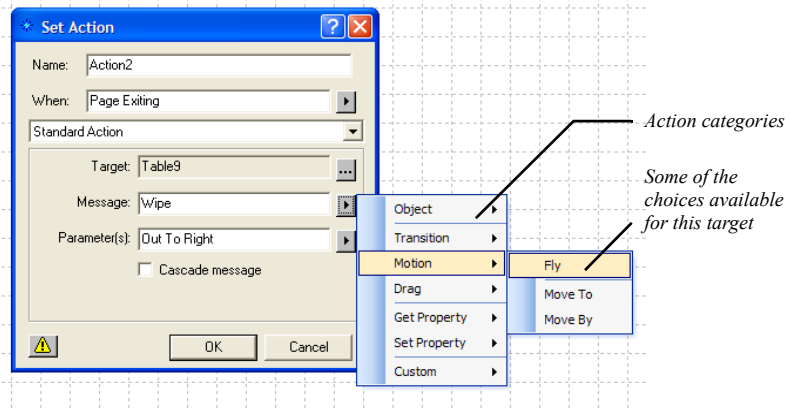 Set Action
Name: Action2
When: Page Exiting
Standard Action
Target: Table9
Message: Wipe
Parameter(s): Out To Right
Cascade message
OK Cancel
Object
Transition
Motion
Drag
Get Property
Set Property
Custom
Fly
Move To
Move By
Action categories
Some of the
choices available
for this target